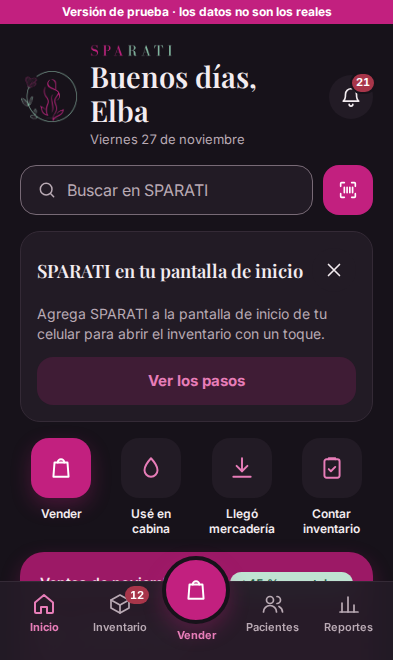 Versión de prueba · los datos no son los reales
SPARATI
Buenos días,
Elba
21
Viernes 27 de noviembre
Buscar en SPARATI
SPARATI en tu pantalla de inicio
Agrega SPARATI a la pantalla de inicio de tu
celular para abrir el inventario con un toque.
Ver los pasos
Vender
Usé en
cabina
Llegó
mercadería
Contar
inventario
12
Inicio
Inventario
Vender
Pacientes
Reportes